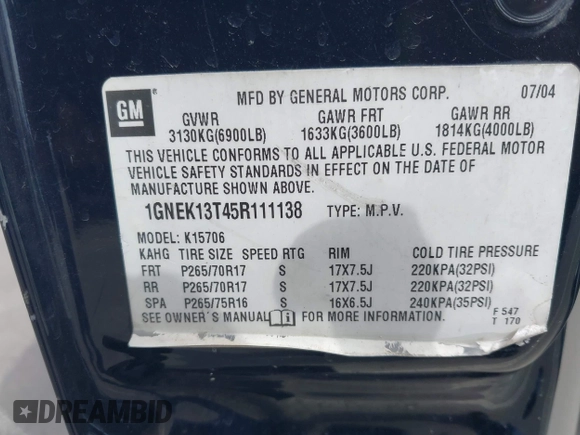 MFD BY GENERAL MOTORS CORP. 07/04
GM
GVWR GAWR FRT GAWR RR
3130KG(6900LB) 1633KG(3600LB) 1814KG(4000LB)
THIS VEHICLE CONFORMS TO ALL APPLICABLE U.S. FEDERAL MOTOR
VEHICLE SAFETY STANDARDS IN EFFECT ON THE DATE OF
MANUFACTURE SHOWN ABOVE.
1GNEK13T45R111138 TYPE: M.P.V.
MODEL: K15706
KAHG TIRE SIZE SPEED RTG RIM COLD TIRE PRESSURE
FRT P265/70R17 S 17X7.5J 220KPA(32PSI)
RR P265/70R17 S 17X7.5J 220KPA(32PSI)
SPA P265/75R16 S 16X6.5J 240KPA(35PSI)
SEE OWNER'S MANUAL FOR MORE INFORMATION.
F 547
T 170
DREAMBID